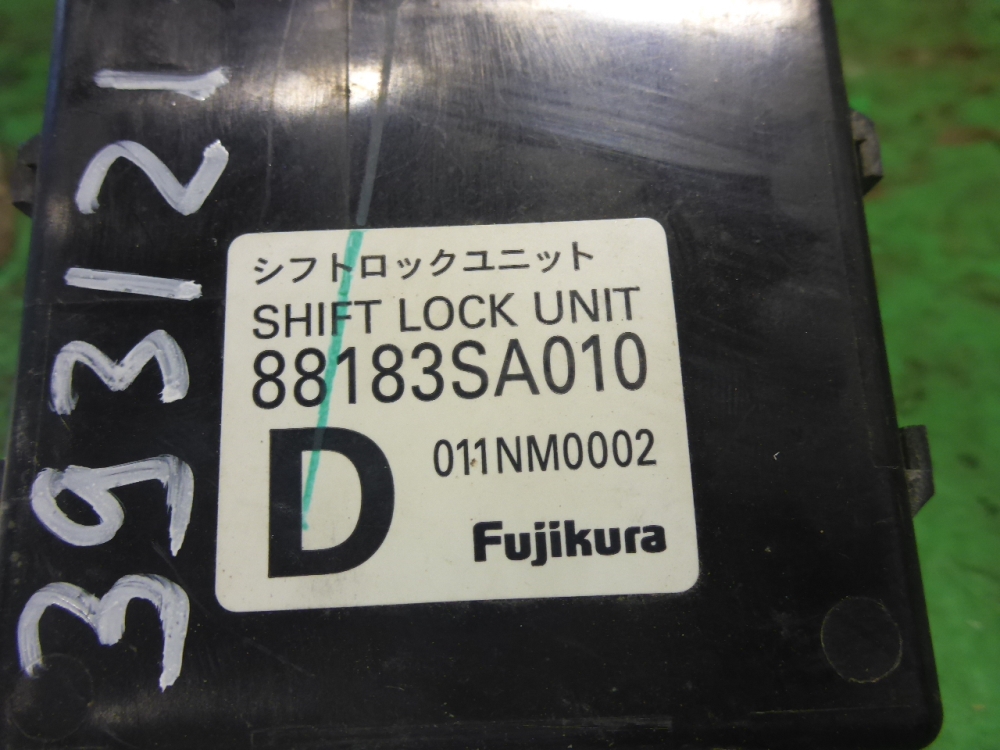 シフトロックユニット
SHIFT LOCK UNIT
88183SA010
D
011NM0002
Fujikura
393121